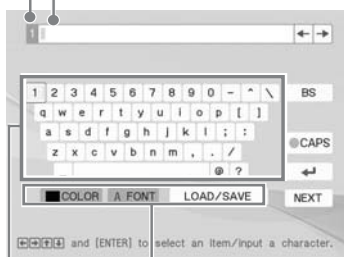 1
← →
1 2 3 4 5 6 7 8 9 0 - ^ \ BS
q w e r t y u i o p [ ]
a s d f g h j k l ; : CAPS
z x c v b n m , . / ↵
_ @ ?
COLOR A FONT LOAD/SAVE NEXT
←→↑↓ and [ENTER] to select an item/input a character.